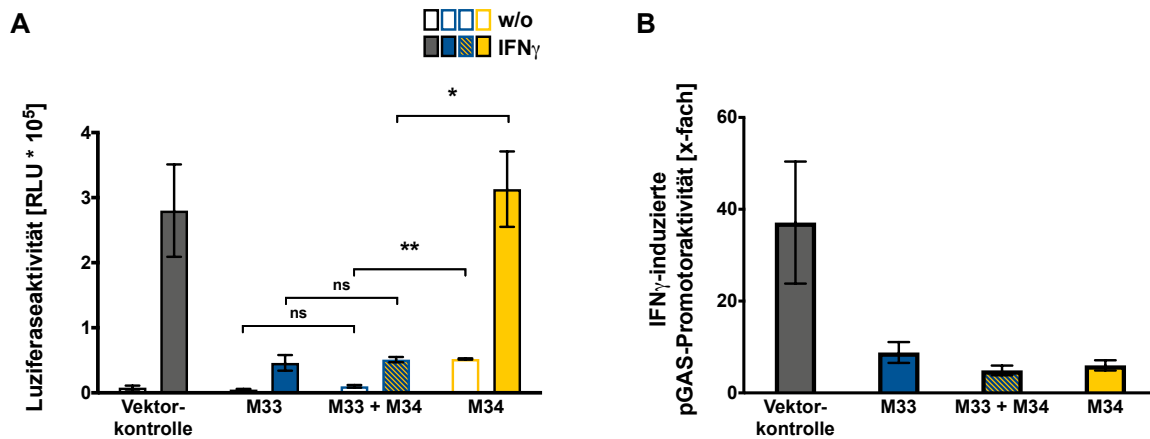 A
w/o
IFNγ
Luziferaseaktivität [RLU * 10⁵]
4
3
2
1
0
*
**
ns
ns
Vektor-
kontrolle
M33
M33 + M34
M34
B
IFNγ-induzierte
pGAS-Promotoraktivität [x-fach]
60
40
20
0
Vektor-
kontrolle
M33
M33 + M34
M34